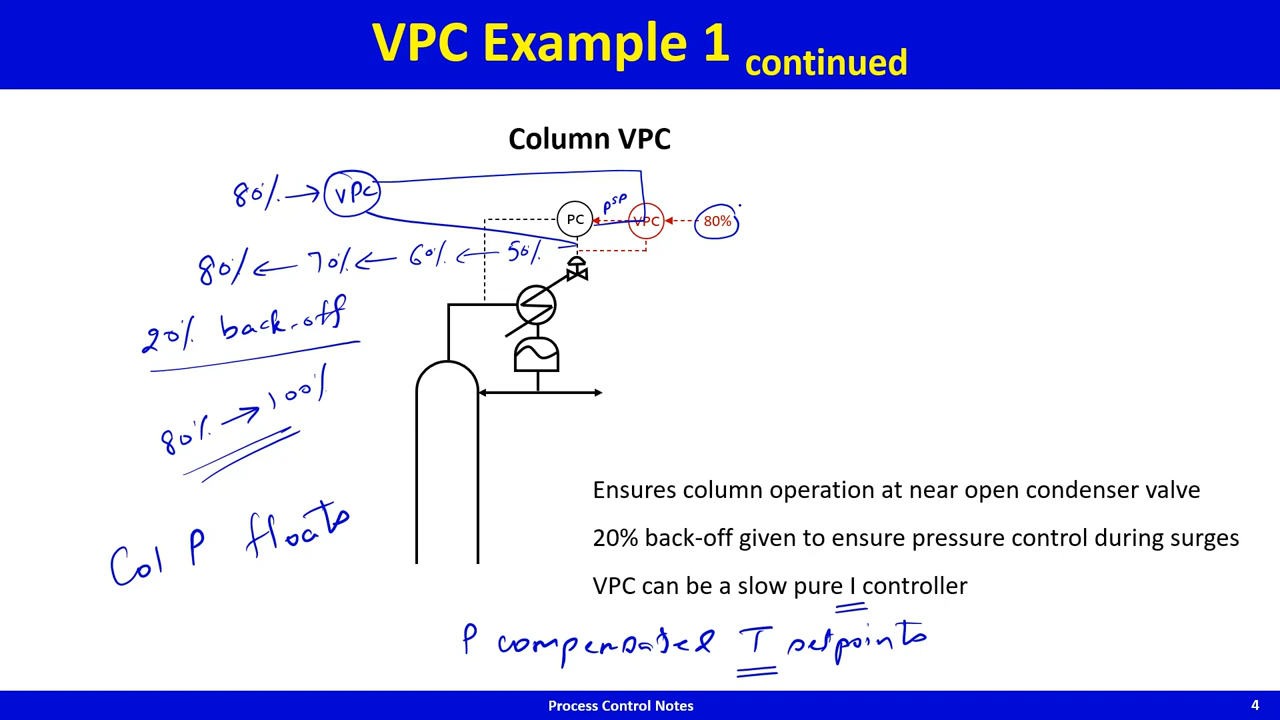 VPC Example 1 continued
Column VPC
80% → VPC
PC
PSP
VPC
80%
80% ← 70% ← 60% ← 50%
20% back-off
80% → 100%
Col P floats
Ensures column operation at near open condenser valve
20% back-off given to ensure pressure control during surges
VPC can be a slow pure I controller
P compensated T setpoints
Process Control Notes
4